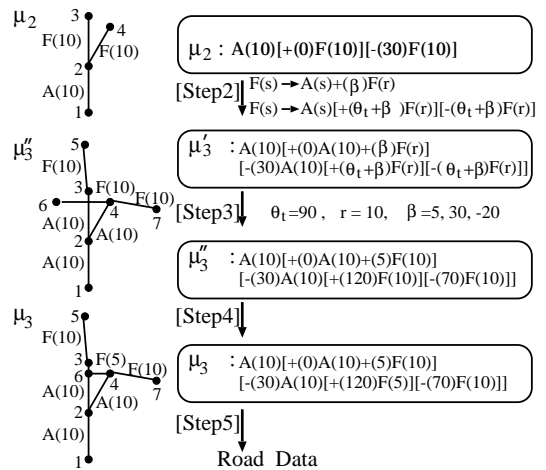 μ2
3
4
F(10)
F(10)
2
A(10)
1
μ2 : A(10)[+(0)F(10)][-(30)F(10)]
[Step2]
F(s) → A(s)+(β)F(r)
F(s) → A(s)[+(θt+β )F(r)][-(θt+β)F(r)]
μ3''
5
F(10)
3
F(10)
F(10)
6
4
7
A(10)
A(10)
2
A(10)
1
μ3' : A(10)[+(0)A(10)+(β)F(r)]
[-(30)A(10)[+(θt+β)F(r)][-(θt+β)F(r)]]
[Step3]
θt=90 , r = 10, β=5, 30, -20
μ3'' : A(10)[+(0)A(10)+(5)F(10)]
[-(30)A(10)[+(120)F(10)][-(70)F(10)]]
[Step4]
μ3
5
F(10)
3
F(5)
F(10)
6
4
7
A(10)
A(10)
2
A(10)
1
μ3 : A(10)[+(0)A(10)+(5)F(10)]
[-(30)A(10)[+(120)F(5)][-(70)F(10)]]
[Step5]
Road Data